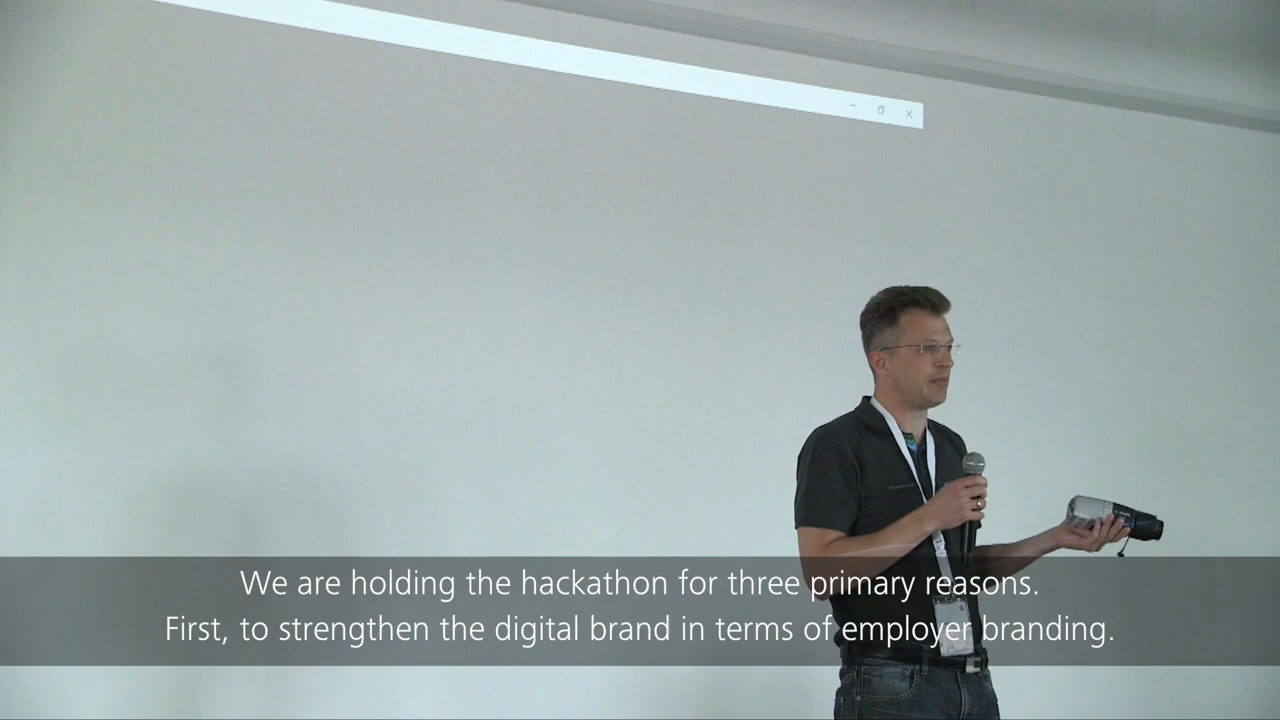 We are holding the hackathon for three primary reasons.
First, to strengthen the digital brand in terms of employer branding.